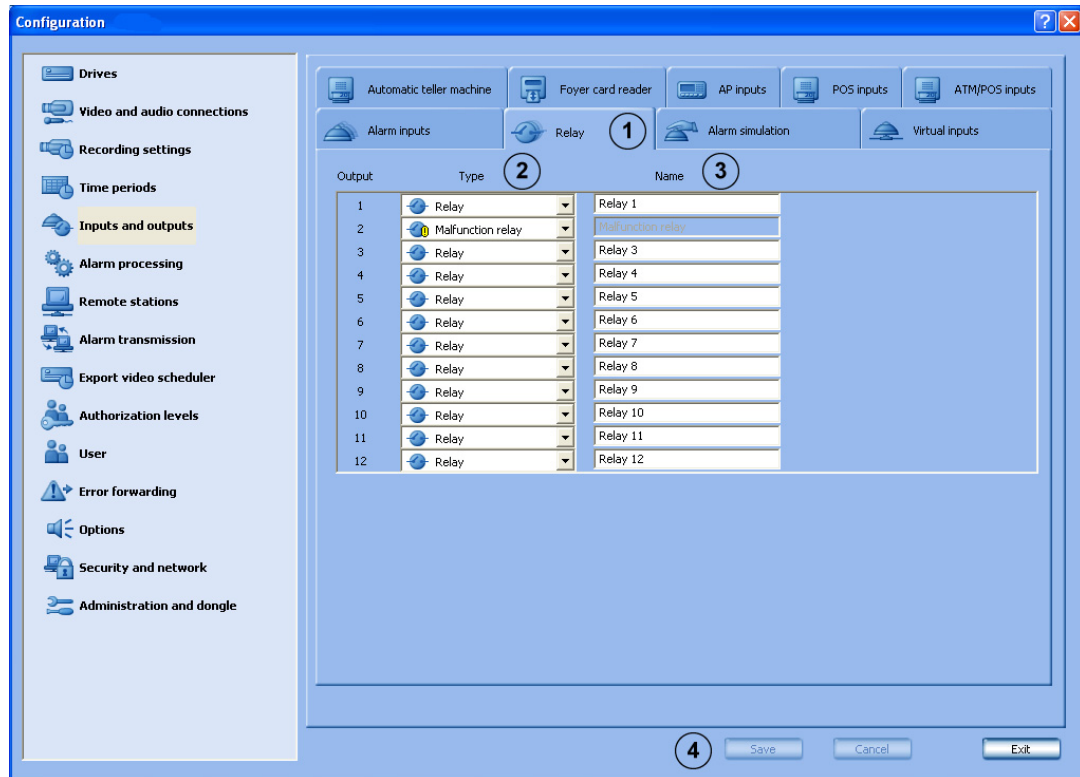 Configuration
Drives
Video and audio connections
Recording settings
Time periods
Inputs and outputs
Alarm processing
Remote stations
Alarm transmission
Export video scheduler
Authorization levels
User
Error forwarding
Options
Security and network
Administration and dongle
Automatic teller machine
Foyer card reader
AP inputs
POS inputs
ATM/POS inputs
Alarm inputs
Relay 1
Alarm simulation
Virtual inputs
Output Type 2 Name 3
1 Relay Relay 1
2 Malfunction relay Malfunction relay
3 Relay Relay 3
4 Relay Relay 4
5 Relay Relay 5
6 Relay Relay 6
7 Relay Relay 7
8 Relay Relay 8
9 Relay Relay 9
10 Relay Relay 10
11 Relay Relay 11
12 Relay Relay 12
4 Save Cancel Exit